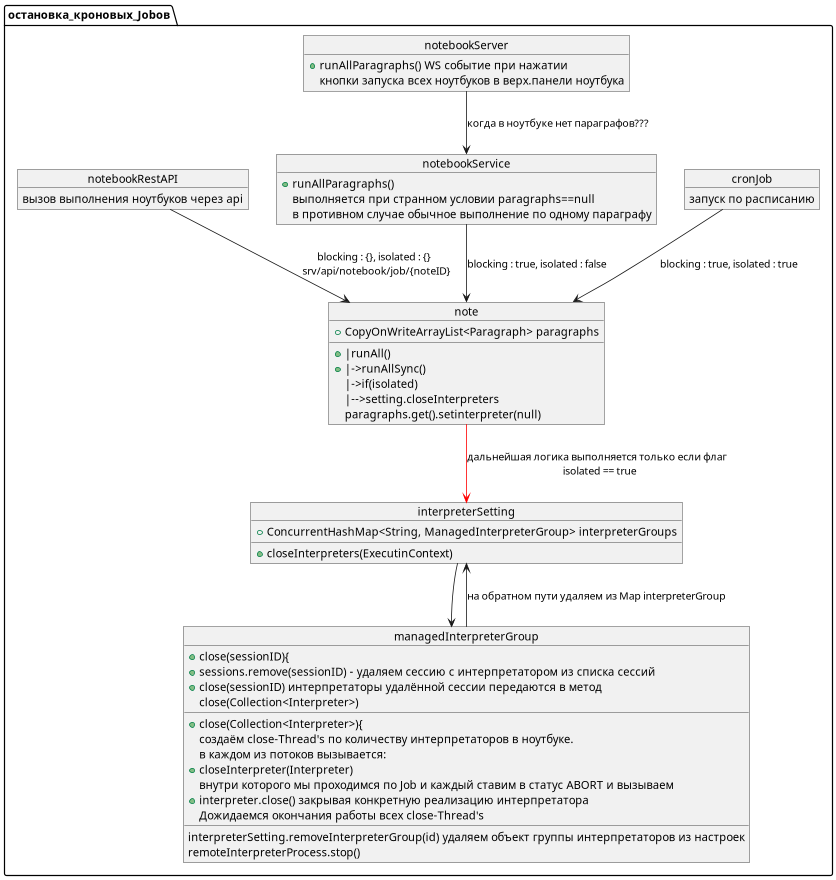 остановка_кроновых_Jobов
notebookServer
runAllParagraphs() WS событие при нажатии
кнопки запуска всех ноутбуков в верх.панели ноутбука
когда в ноутбуке нет параграфов???
notebookRestAPI
вызов выполнения ноутбуков через api
notebookService
runAllParagraphs()
выполняется при странном условии paragraphs==null
в противном случае обычное выполнение по одному параграфу
cronJob
запуск по расписанию
blocking : {}, isolated : {}
srv/api/notebook/job/{noteID}
blocking : true, isolated : false
blocking : true, isolated : true
note
CopyOnWriteArrayList<Paragraph> paragraphs
|runAll()
|->runAllSync()
|->if(isolated)
|-->setting.closeInterpreters
paragraphs.get().setinterpreter(null)
дальнейшая логика выполняется только если флаг
isolated == true
interpreterSetting
ConcurrentHashMap<String, ManagedInterpreterGroup> interpreterGroups
closeInterpreters(ExecutinContext)
на обратном пути удаляем из Map interpreterGroup
managedInterpreterGroup
close(sessionID){
sessions.remove(sessionID) - удаляем сессию с интерпретатором из списка сессий
close(sessionID) интерпретаторы удалённой сессии передаются в метод
close(Collection<Interpreter>)
close(Collection<Interpreter>){
создаём close-Thread's по количеству интерпретаторов в ноутбуке.
в каждом из потоков вызывается:
closeInterpreter(Interpreter)
внутри которого мы проходимся по Job и каждый ставим в статус ABORT и вызываем
interpreter.close() закрывая конкретную реализацию интерпретатора
Дожидаемся окончания работы всех close-Thread's
interpreterSetting.removeInterpreterGroup(id) удаляем объект группы интерпретаторов из настроек
remoteInterpreterProcess.stop()